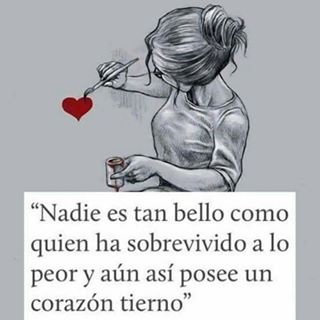 “Nadie es tan bello como
quien ha sobrevivido a lo
peor y aún así posee un
corazón tierno”